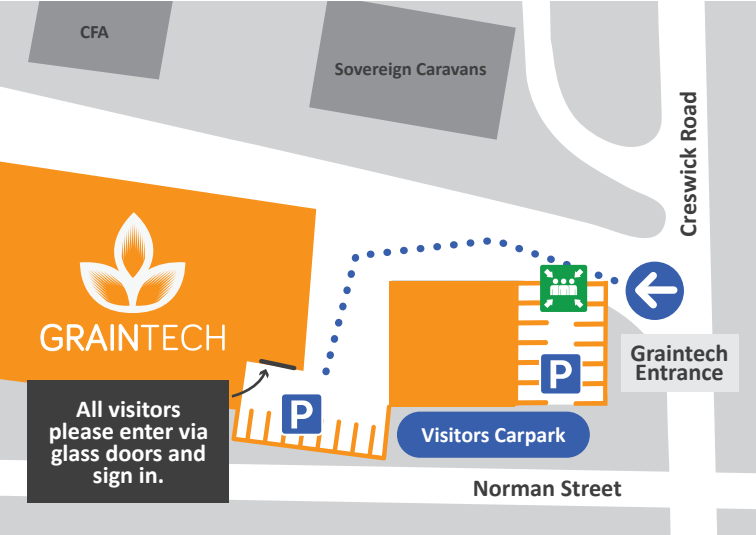 CFA
Sovereign Caravans
Creswick Road
GRAINTECH
Graintech
Entrance
P
P
All visitors
please enter via
glass doors and
sign in.
Visitors Carpark
Norman Street